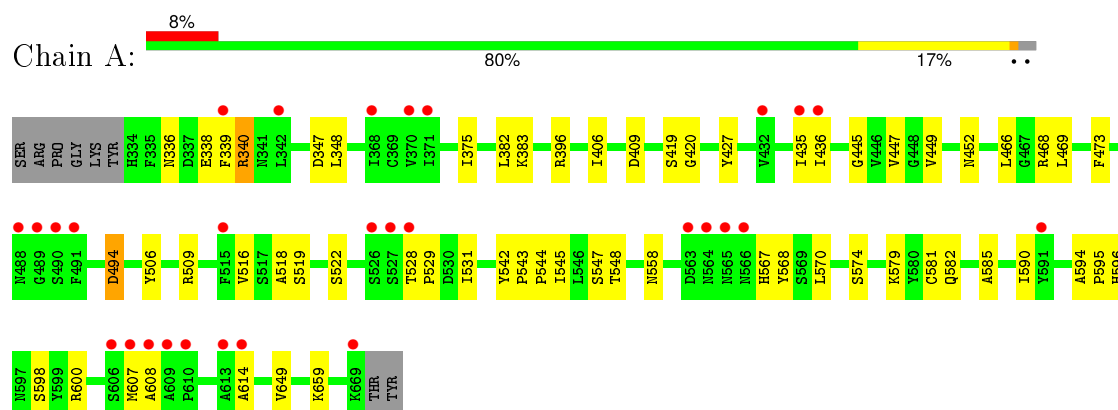 8%
Chain A:
80%
17%
• •
SER ARG PRO GLY LYS TYR H334 F335 N336 D337 E338 F339 R340 N341 L342 D347 L348 I368 C369 V370 I371 I375 L382 K383 R396 I406 D409 S419 G420 Y427 V432 I435 I436 G445 V446 V447 G448 V449 N452 L466 G467 R468 L469 F473
N488 G489 S490 F491 D494 Y506 R509 F515 V516 S517 A518 S519 S522 S526 S527 T528 P529 D530 I531 Y542 P543 P544 I545 L546 S547 T548 N558 D563 N564 N565 N566 H567 Y568 S569 L570 S574 K579 Y580 C581 Q582 A585 I590 Y591 A594 P595 H596
N597 S598 Y599 R600 S606 M607 A608 A609 P610 A613 A614 V649 K659 K669 THR TYR